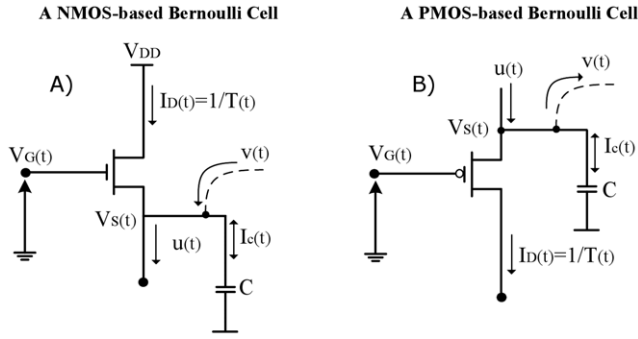 A NMOS-based Bernoulli Cell
A PMOS-based Bernoulli Cell
VDD
A)
ID(t)=1/T(t)
VG(t)
v(t)
VS(t)
u(t)
Ic(t)
C
B)
u(t)
v(t)
VS(t)
VG(t)
Ic(t)
C
ID(t)=1/T(t)